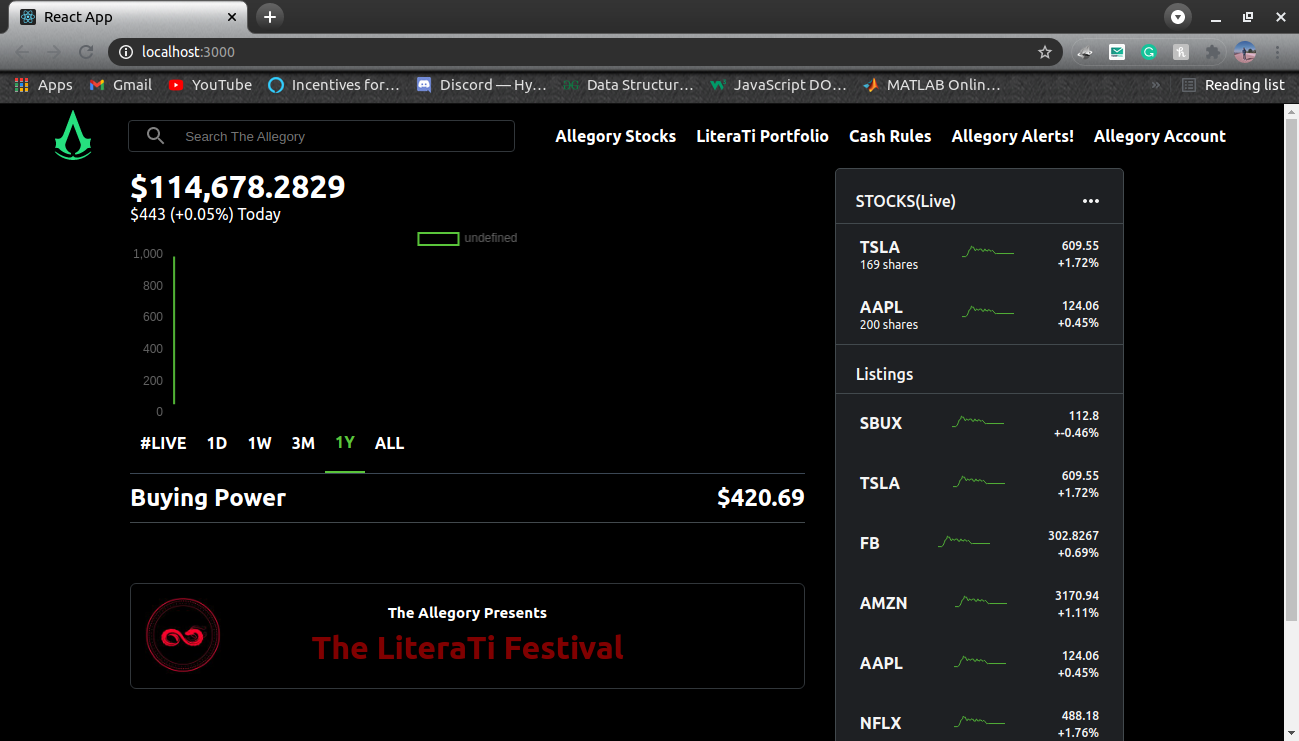 React App
localhost:3000
Apps
Gmail
YouTube
Incentives for…
Discord — Hy…
Data Structur…
JavaScript DO…
MATLAB Onlin…
»
Reading list
Search The Allegory
Allegory Stocks
LiteraTi Portfolio
Cash Rules
Allegory Alerts!
Allegory Account
$114,678.2829
$443 (+0.05%) Today
undefined
1,000
800
600
400
200
0
#LIVE 1D 1W 3M 1Y ALL
Buying Power $420.69
The Allegory Presents
The LiteraTi Festival
STOCKS(Live)
TSLA 609.55
169 shares +1.72%
AAPL 124.06
200 shares +0.45%
Listings
SBUX 112.8
+-0.46%
TSLA 609.55
+1.72%
FB 302.8267
+0.69%
AMZN 3170.94
+1.11%
AAPL 124.06
+0.45%
NFLX 488.18
+1.76%